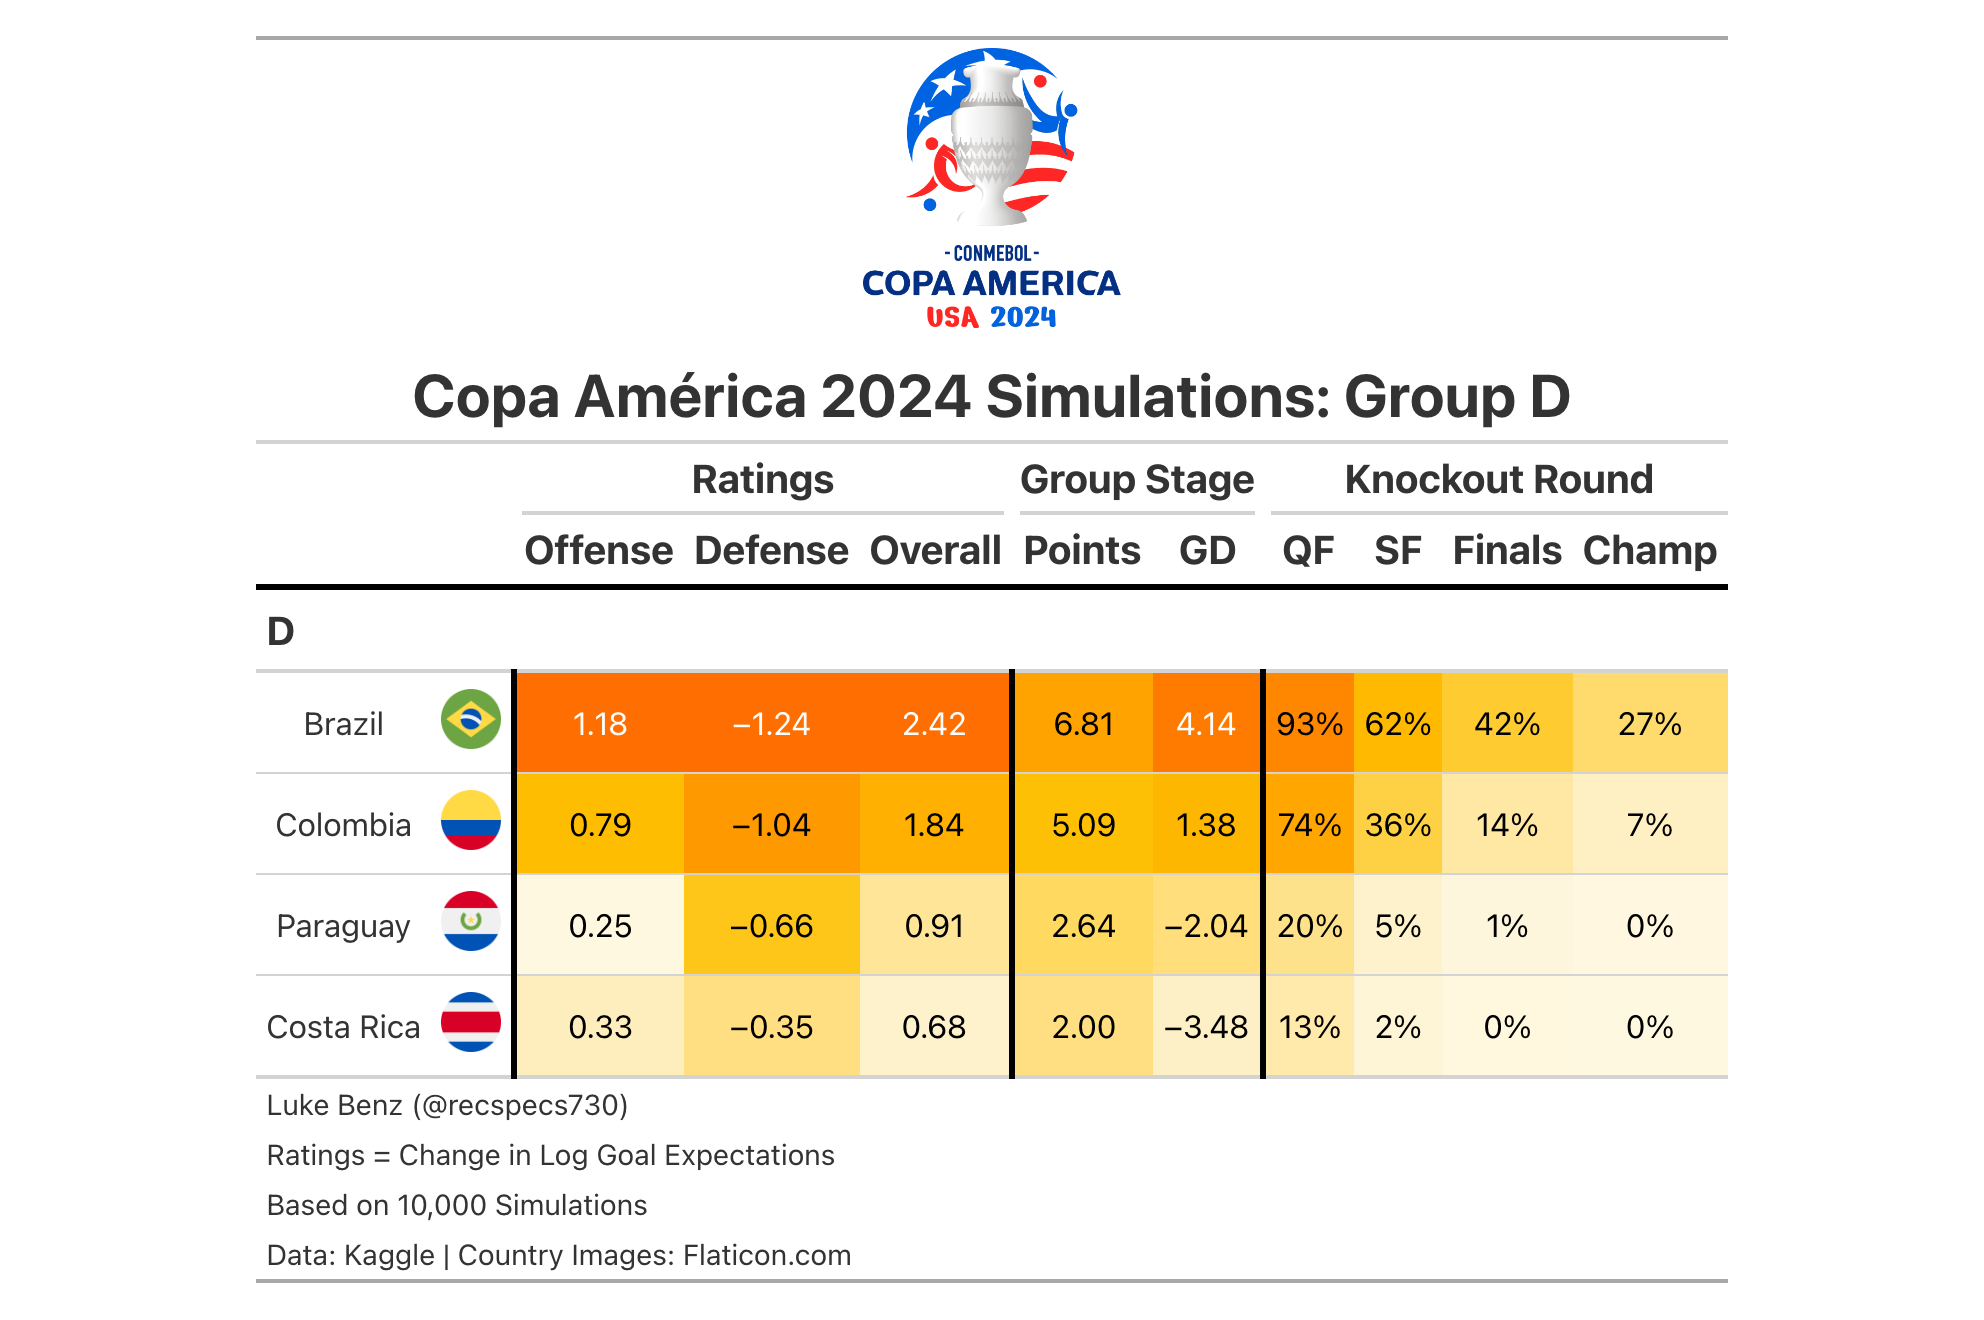 - CONMEBOL -
COPA AMERICA
USA 2024
Copa América 2024 Simulations: Group D
Ratings Group Stage Knockout Round
Offense Defense Overall Points GD QF SF Finals Champ
D
Brazil 1.18 −1.24 2.42 6.81 4.14 93% 62% 42% 27%
Colombia 0.79 −1.04 1.84 5.09 1.38 74% 36% 14% 7%
Paraguay 0.25 −0.66 0.91 2.64 −2.04 20% 5% 1% 0%
Costa Rica 0.33 −0.35 0.68 2.00 −3.48 13% 2% 0% 0%
Luke Benz (@recspecs730)
Ratings = Change in Log Goal Expectations
Based on 10,000 Simulations
Data: Kaggle | Country Images: Flaticon.com